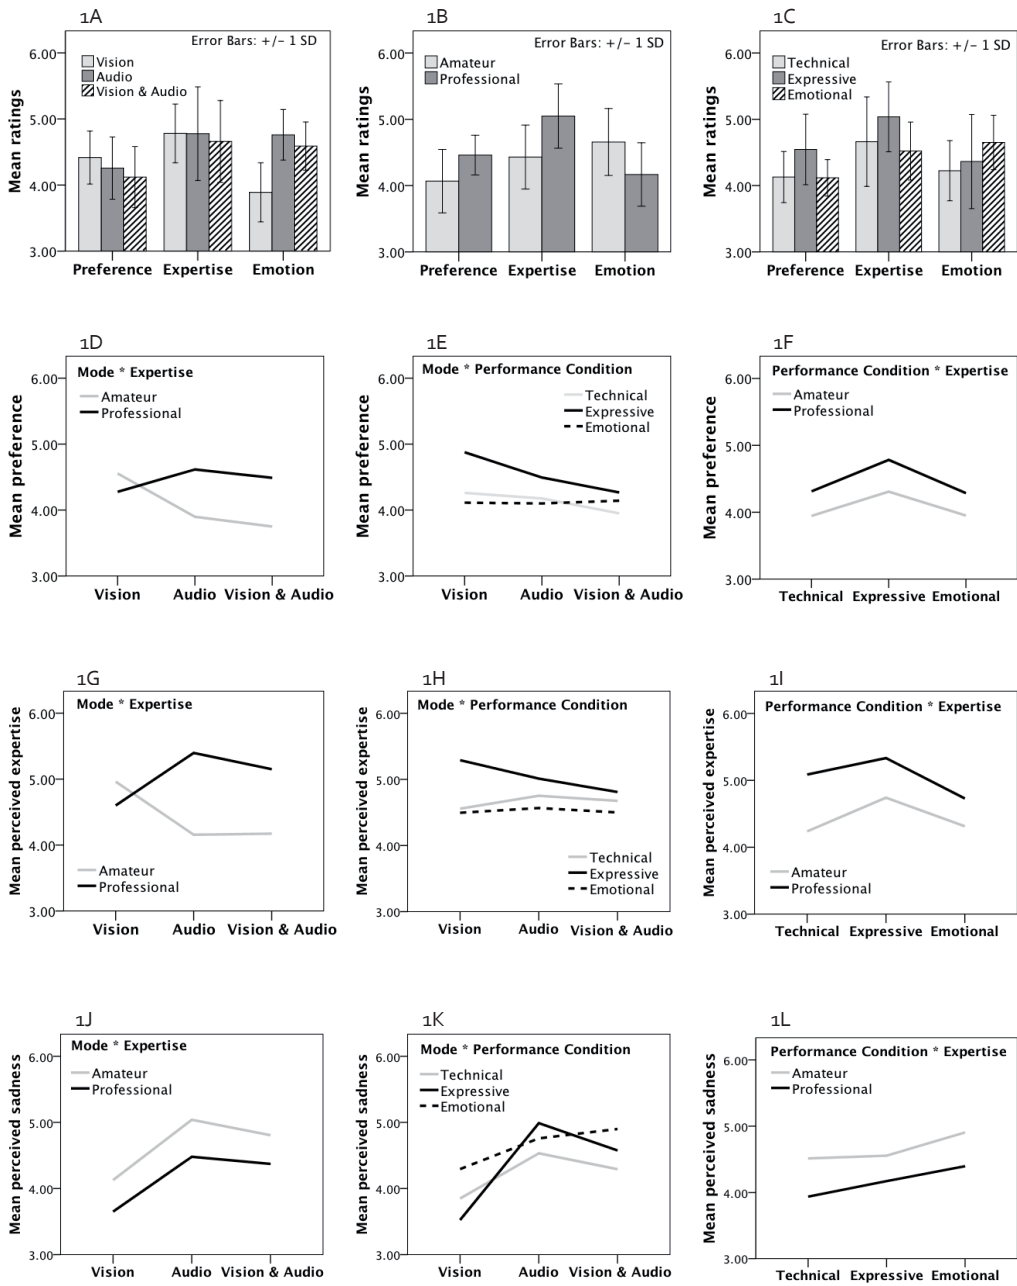 1A
Error Bars: +/- 1 SD
6.00
5.00
4.00
3.00
Mean ratings
Vision
Audio
Vision & Audio
Preference Expertise Emotion
1B
Error Bars: +/- 1 SD
6.00
5.00
4.00
3.00
Mean ratings
Amateur
Professional
Preference Expertise Emotion
1C
Error Bars: +/- 1 SD
6.00
5.00
4.00
3.00
Mean ratings
Technical
Expressive
Emotional
Preference Expertise Emotion
1D
Mode * Expertise
6.00
5.00
4.00
3.00
Mean preference
Amateur
Professional
Vision Audio Vision & Audio
1E
Mode * Performance Condition
6.00
5.00
4.00
3.00
Mean preference
Technical
Expressive
Emotional
Vision Audio Vision & Audio
1F
Performance Condition * Expertise
6.00
5.00
4.00
3.00
Mean preference
Amateur
Professional
Technical Expressive Emotional
1G
Mode * Expertise
6.00
5.00
4.00
3.00
Mean perceived expertise
Amateur
Professional
Vision Audio Vision & Audio
1H
Mode * Performance Condition
6.00
5.00
4.00
3.00
Mean perceived expertise
Technical
Expressive
Emotional
Vision Audio Vision & Audio
1I
Performance Condition * Expertise
6.00
5.00
4.00
3.00
Mean perceived expertise
Amateur
Professional
Technical Expressive Emotional
1J
Mode * Expertise
6.00
5.00
4.00
3.00
Mean perceived sadness
Amateur
Professional
Vision Audio Vision & Audio
1K
Mode * Performance Condition
6.00
5.00
4.00
3.00
Mean perceived sadness
Technical
Expressive
Emotional
Vision Audio Vision & Audio
1L
Performance Condition * Expertise
6.00
5.00
4.00
3.00
Mean perceived sadness
Amateur
Professional
Technical Expressive Emotional